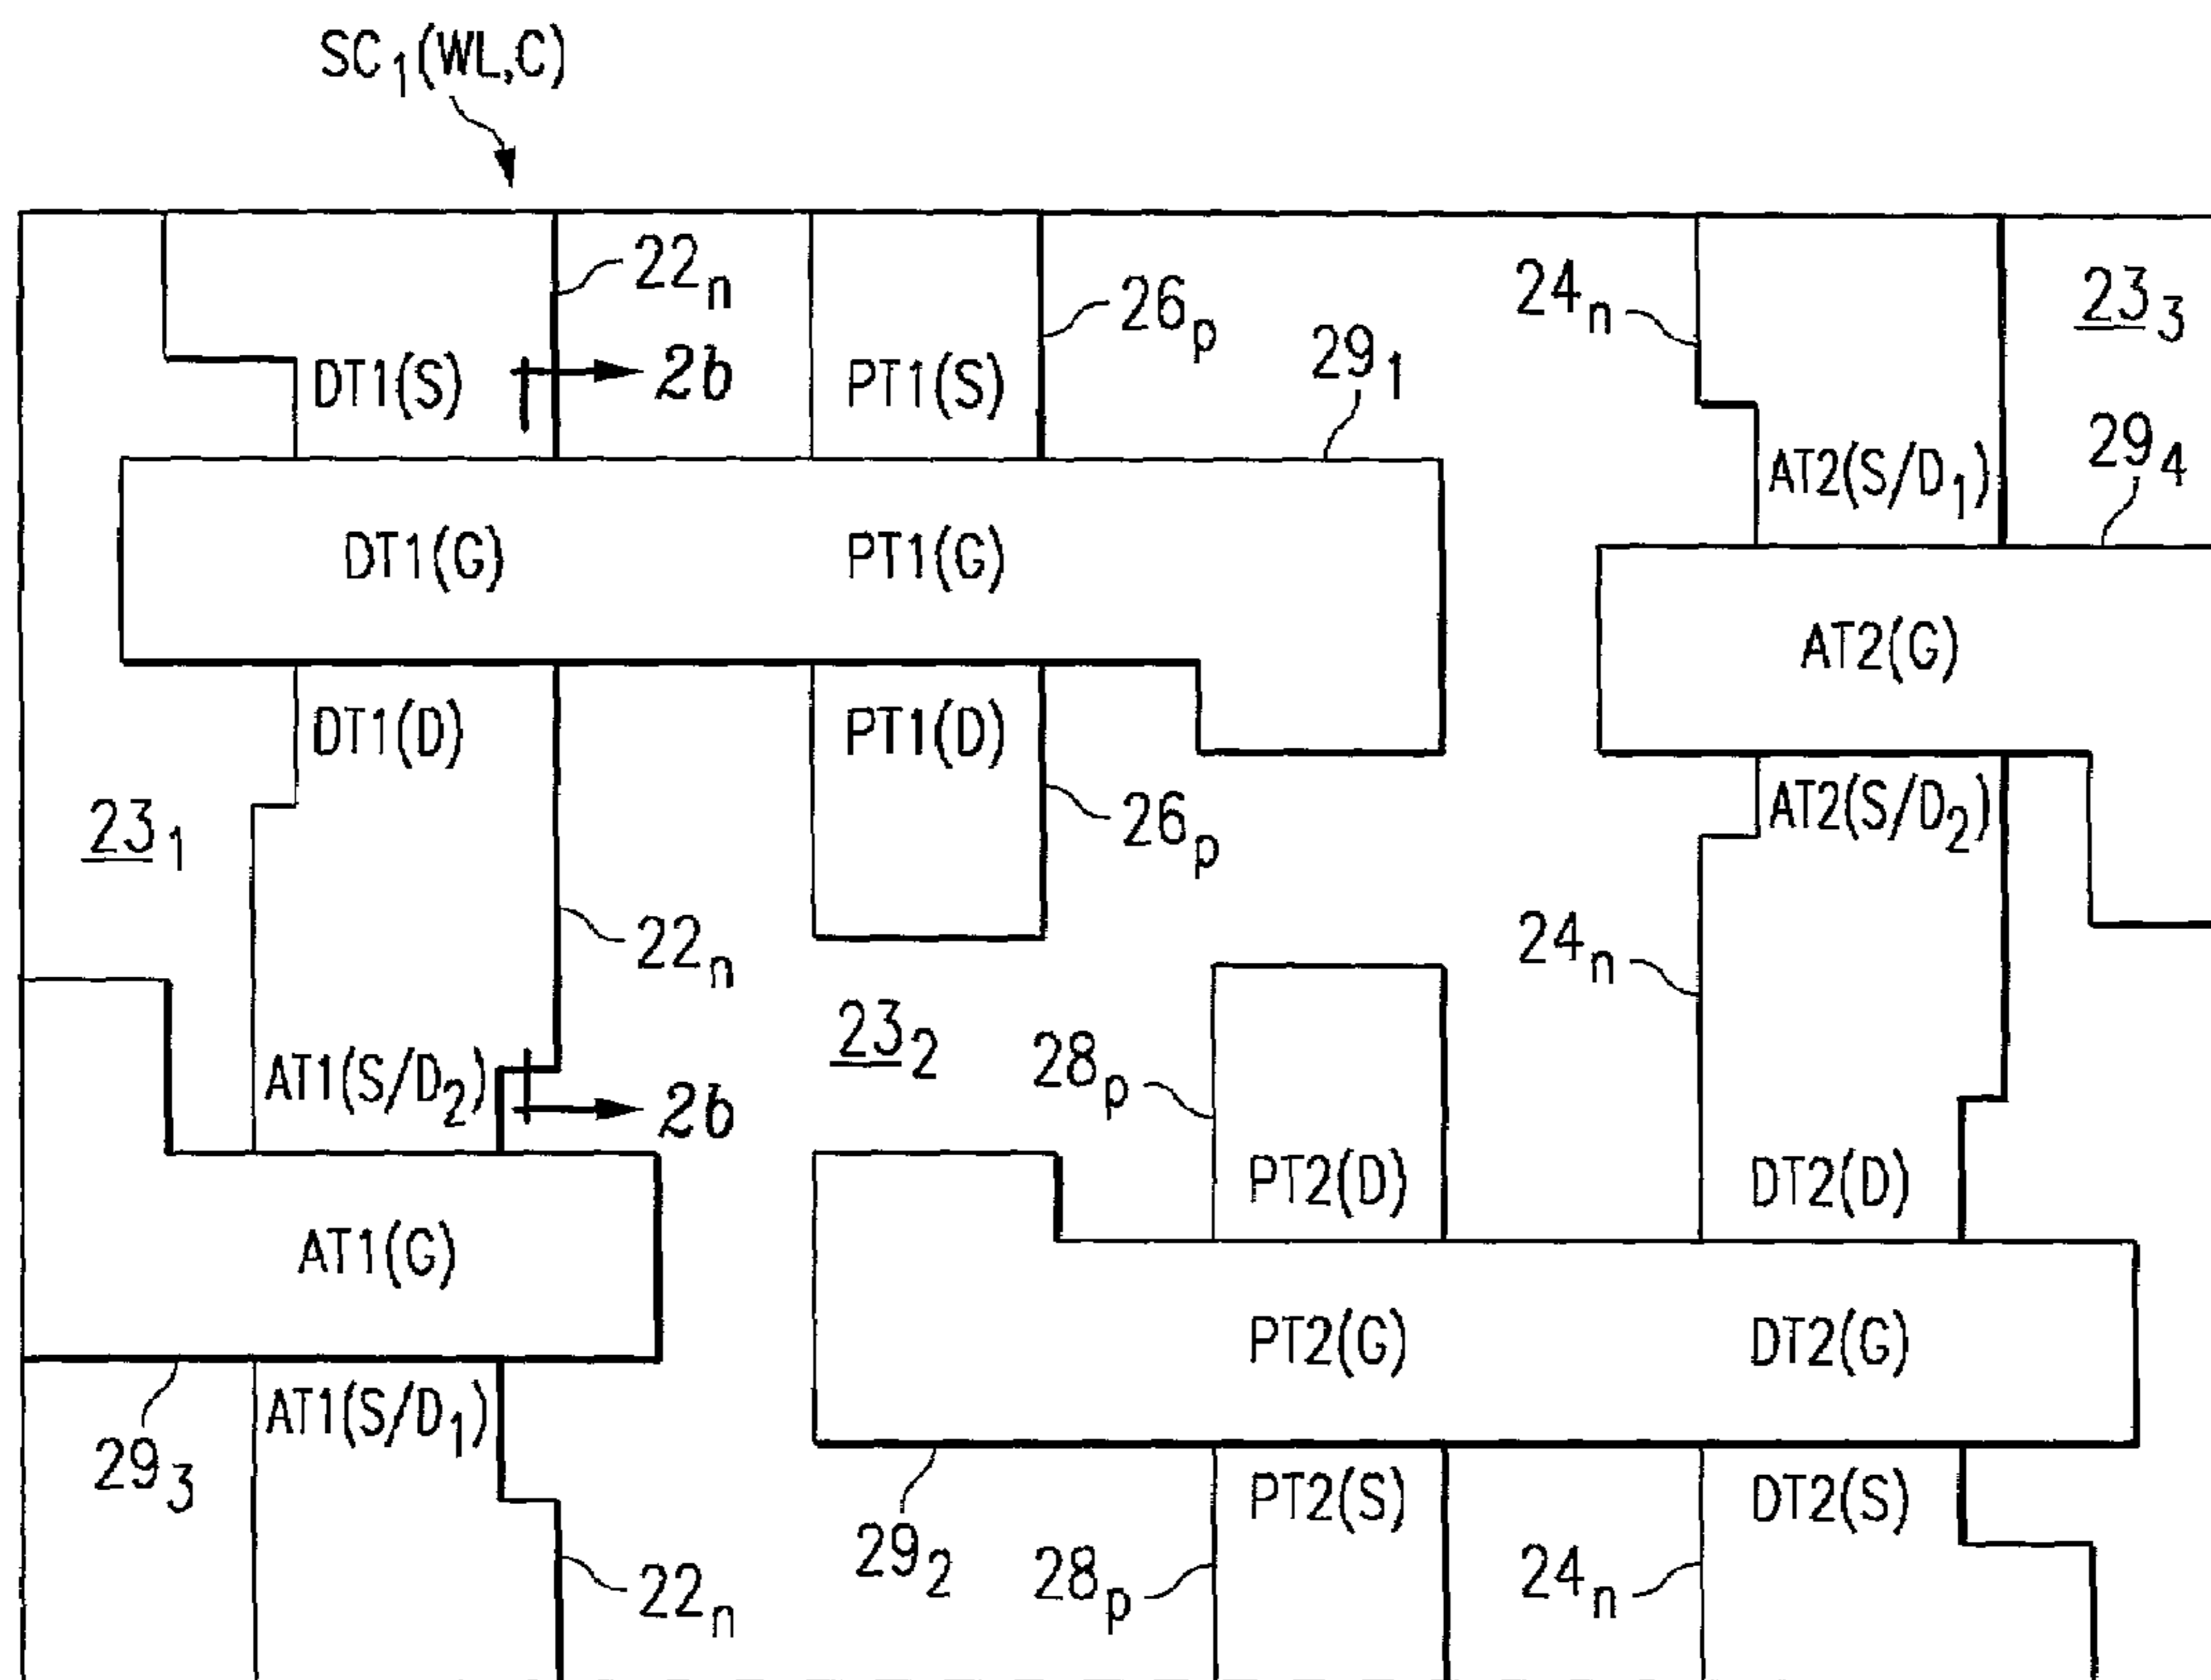 SC₁(WL,C)
22ₙ
26ₚ
24ₙ
23₃
DT1(S)
2b
PT1(S)
29₁
AT2(S/D₁)
29₄
DT1(G)
PT1(G)
AT2(G)
DT1(D)
PT1(D)
26ₚ
AT2(S/D₂)
23₁
22ₙ
24ₙ
23₂
28ₚ
AT1(S/D₂)
2b
PT2(D)
DT2(D)
AT1(G)
PT2(G)
DT2(G)
AT1(S/D₁)
29₃
PT2(S)
DT2(S)
29₂
22ₙ
28ₚ
24ₙ